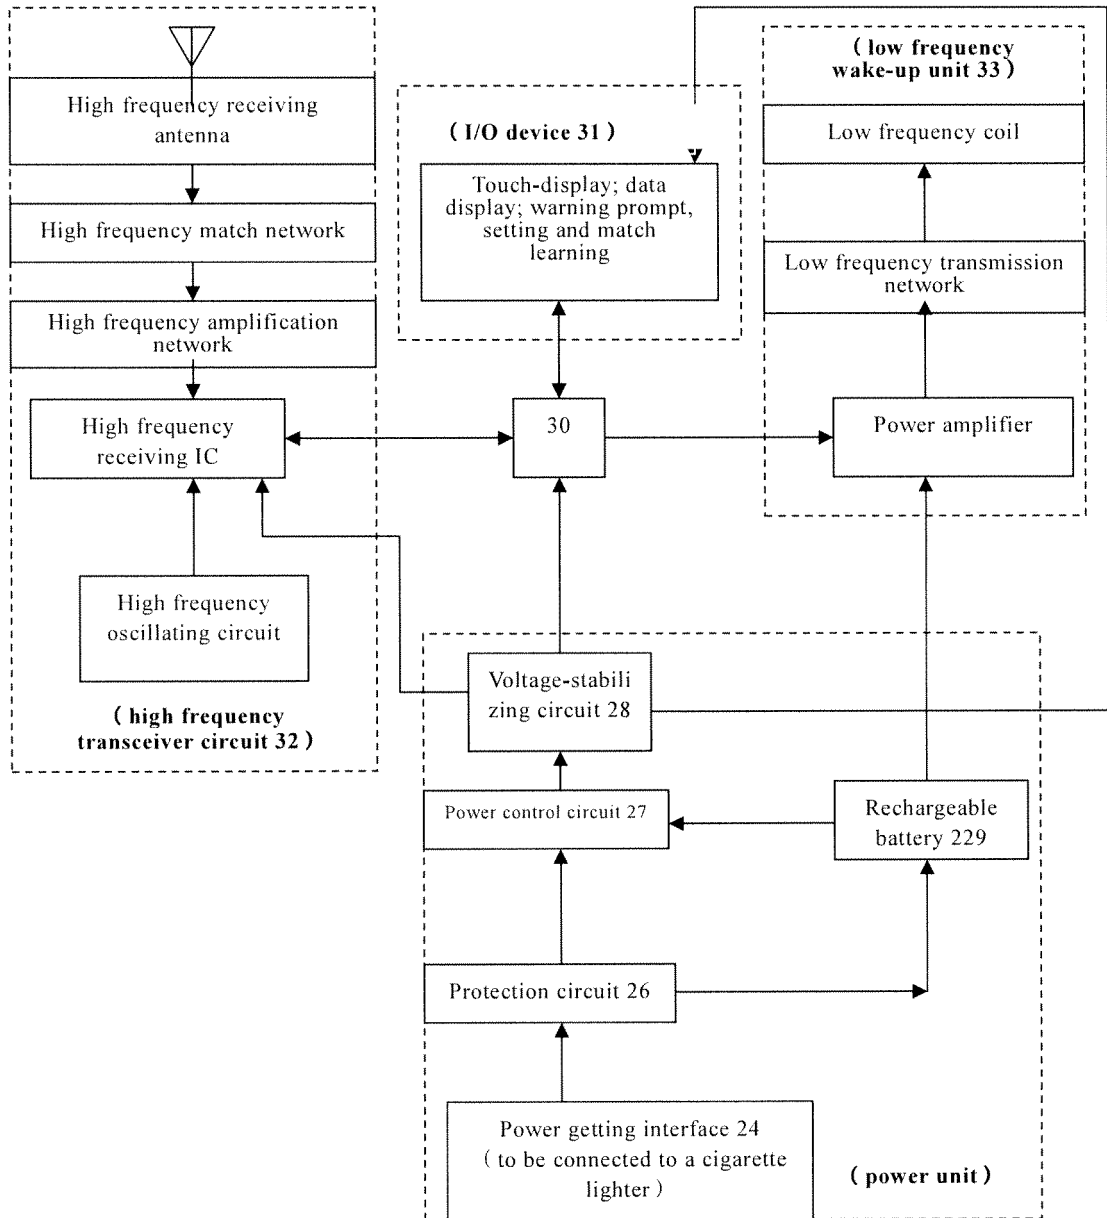 High frequency receiving
antenna
High frequency match network
High frequency amplification
network
High frequency
receiving IC
High frequency
oscillating circuit
( high frequency
transceiver circuit 32 )
( I/O device 31 )
Touch-display; data
display; warning prompt,
setting and match
learning
30
( low frequency
wake-up unit 33 )
Low frequency coil
Low frequency transmission
network
Power amplifier
Voltage-stabili
zing circuit 28
Power control circuit 27
Rechargeable
battery 229
Protection circuit 26
Power getting interface 24
( to be connected to a cigarette
lighter )
( power unit )